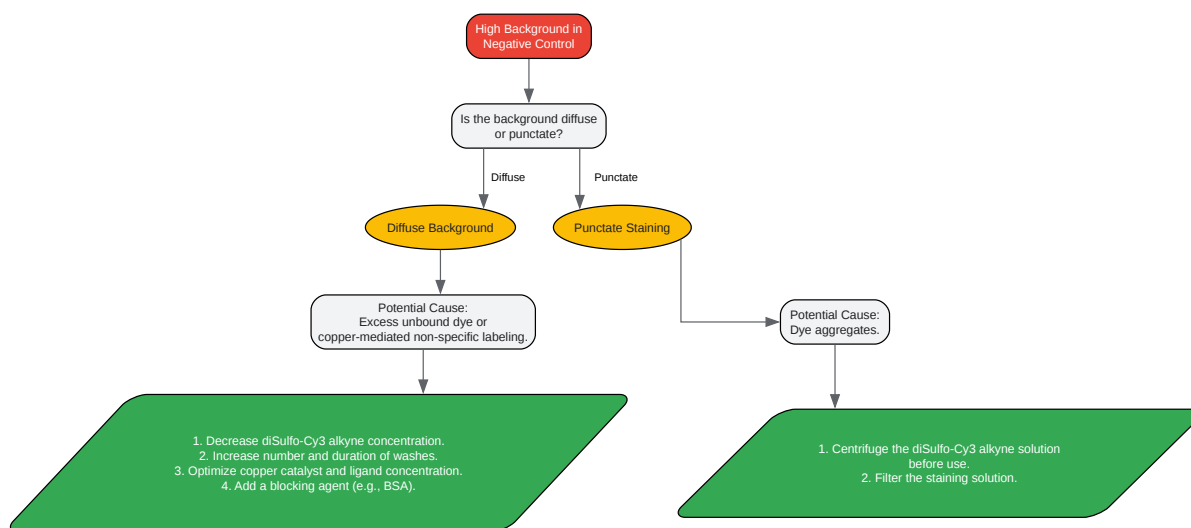 High Background in
Negative Control
Is the background diffuse
or punctate?
Diffuse
Punctate
Diffuse Background
Punctate Staining
Potential Cause:
Excess unbound dye or
copper-mediated non-specific labeling.
Potential Cause:
Dye aggregates.
1. Decrease diSulfo-Cy3 alkyne concentration.
2. Increase number and duration of washes.
3. Optimize copper catalyst and ligand concentration.
4. Add a blocking agent (e.g., BSA).
1. Centrifuge the diSulfo-Cy3 alkyne solution
before use.
2. Filter the staining solution.